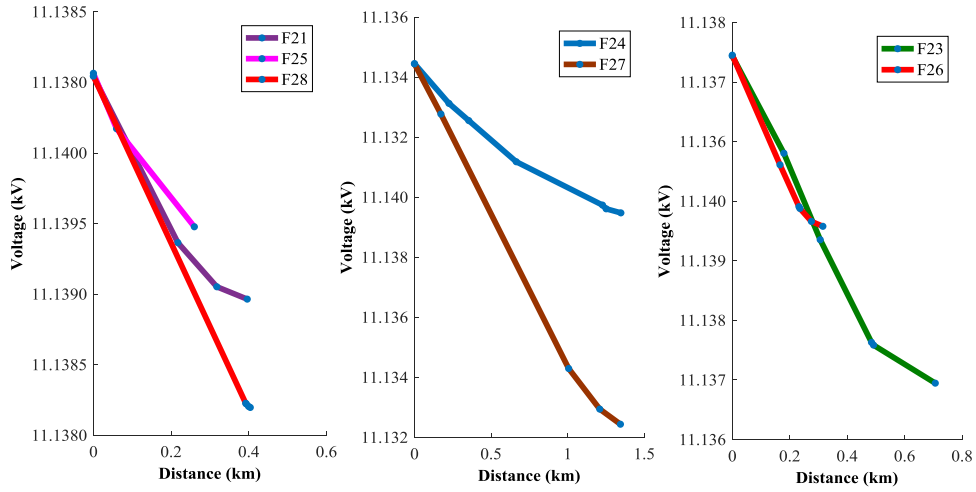 11.1385
11.1380
11.1400
11.1395
11.1390
11.1385
11.1380
0
0.2
0.4
0.6
Voltage (kV)
Distance (km)
F21
F25
F28
11.136
11.134
11.132
11.140
11.138
11.136
11.134
11.132
0
0.5
1
1.5
Voltage (kV)
Distance (km)
F24
F27
11.138
11.137
11.136
11.140
11.139
11.138
11.137
11.136
0
0.2
0.4
0.6
0.8
Voltage (kV)
Distance (km)
F23
F26